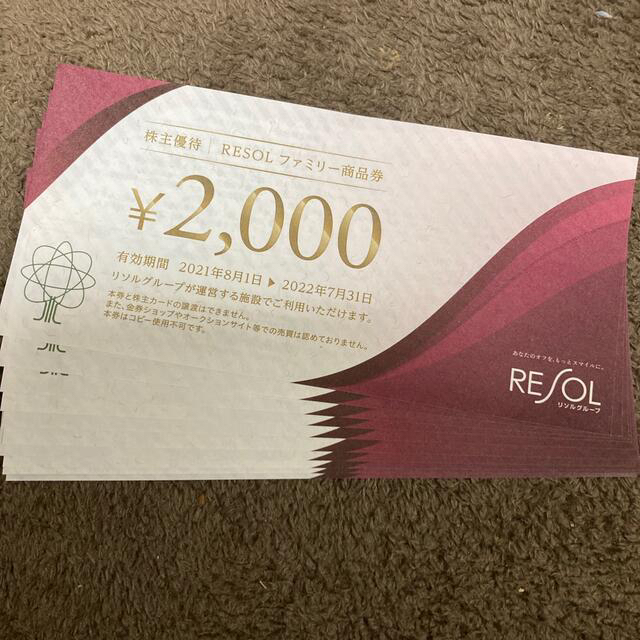 株主優待 RESOL ファミリー商品券
¥2,000
有効期間 2021年8月1日 ▶ 2022年7月31日
リソルグループが運営する施設でご利用いただけます。
本券と株主カードの譲渡はできません。
また、金券ショップやオークションサイト等での売買は認めておりません。
本券はコピー使用不可です。
あなたのオフを、もっとスマイルに。
RESOL
リソルグループ